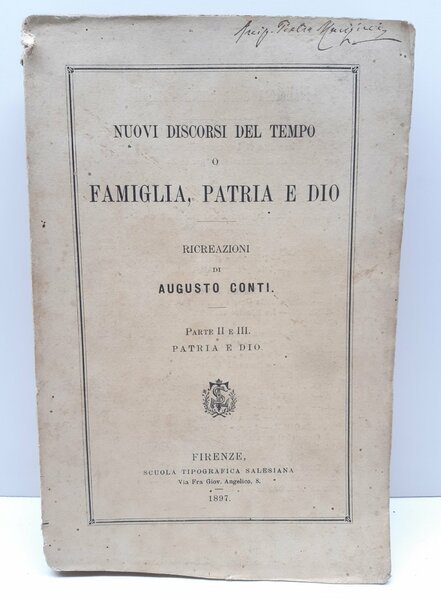 NUOVI DISCORSI DEL TEMPO
O
FAMIGLIA, PATRIA E DIO
RICREAZIONI
DI
AUGUSTO CONTI.
PARTE II E III.
PATRIA E DIO
FIRENZE,
SCUOLA TIPOGRAFICA SALESIANA
Via Fra Giov. Angelico, 8.
1897.